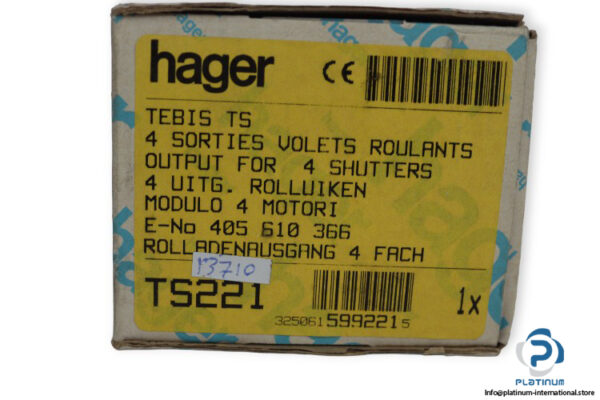 hager CE
TEBIS TS
4 SORTIES VOLETS ROULANTS
OUTPUT FOR 4 SHUTTERS
4 UITG. ROLLUIKEN
MODULO 4 MOTORI
E-No 405 610 366
ROLLADENAUSGANG 4 FACH
13710
TS221
1x
3250615992215
PLATINUM
Info@platinum-international.store